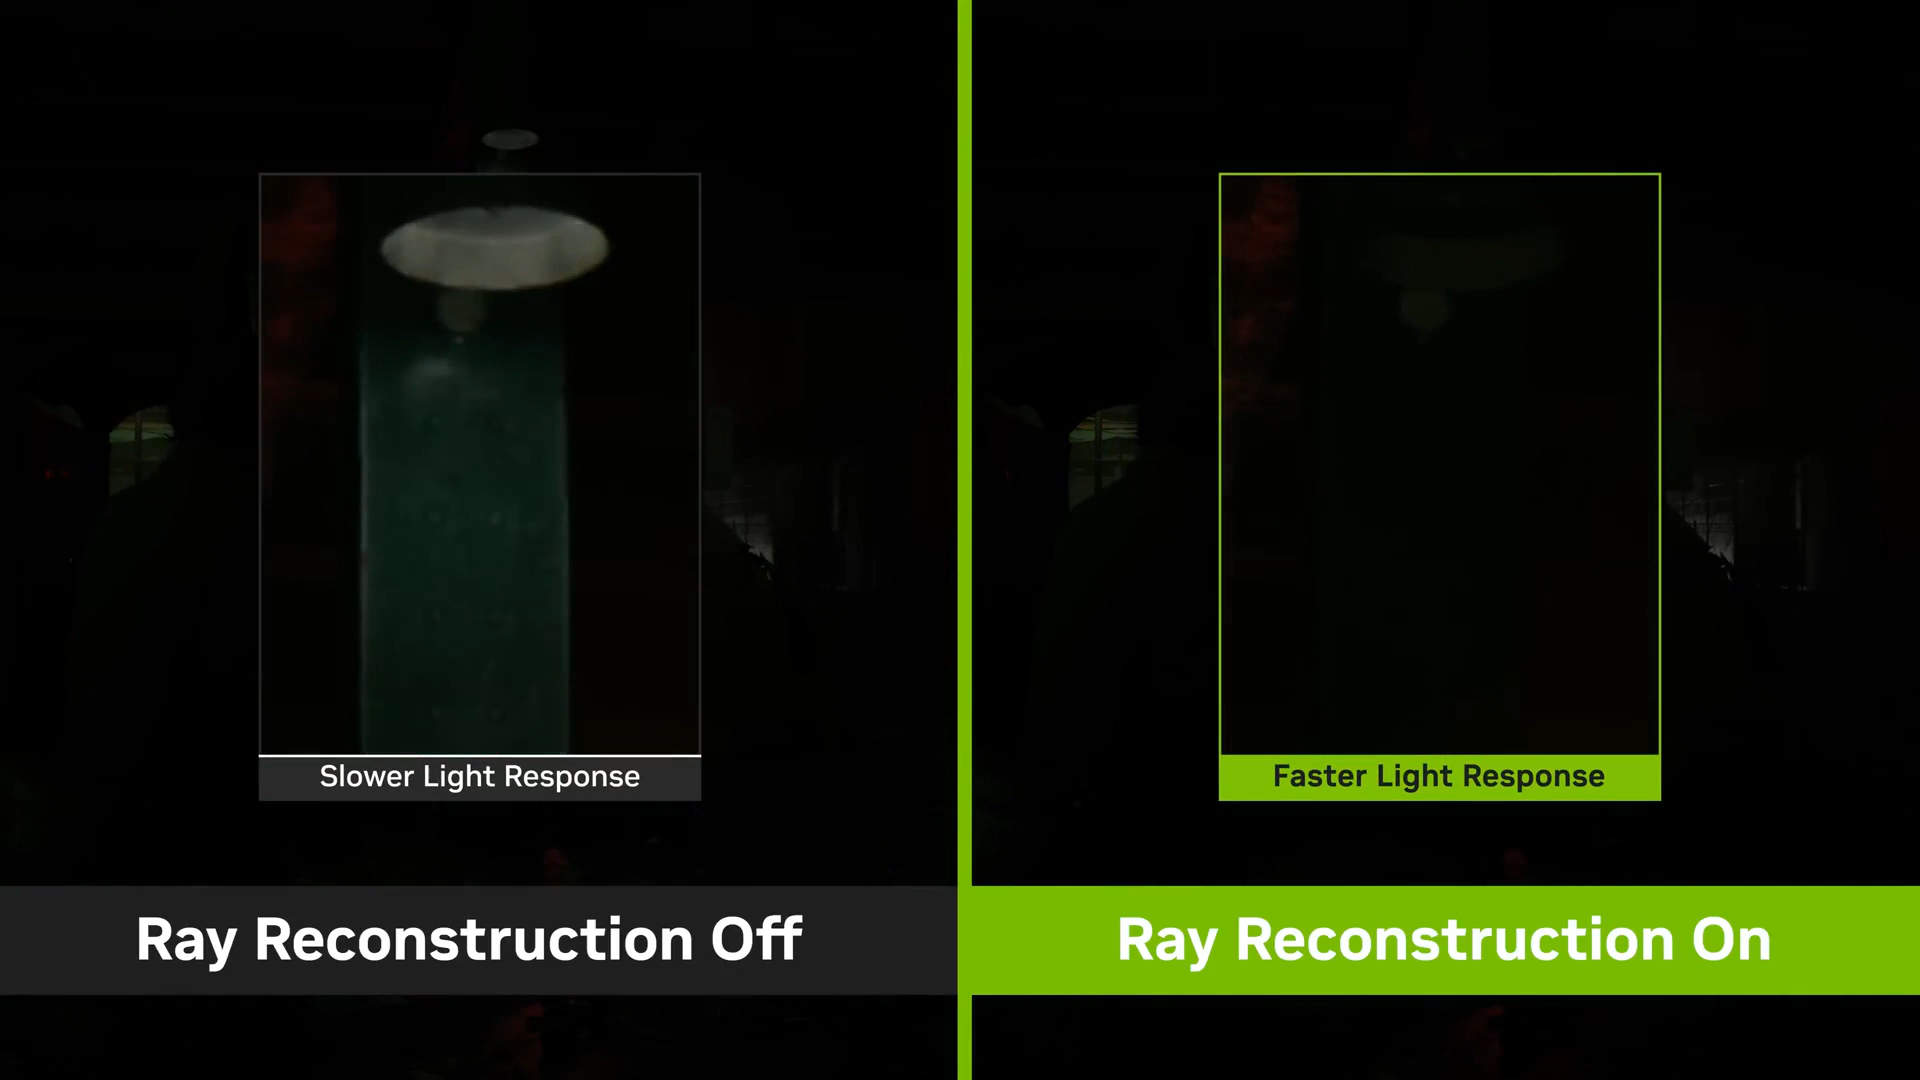 Slower Light Response
Faster Light Response
Ray Reconstruction Off
Ray Reconstruction On